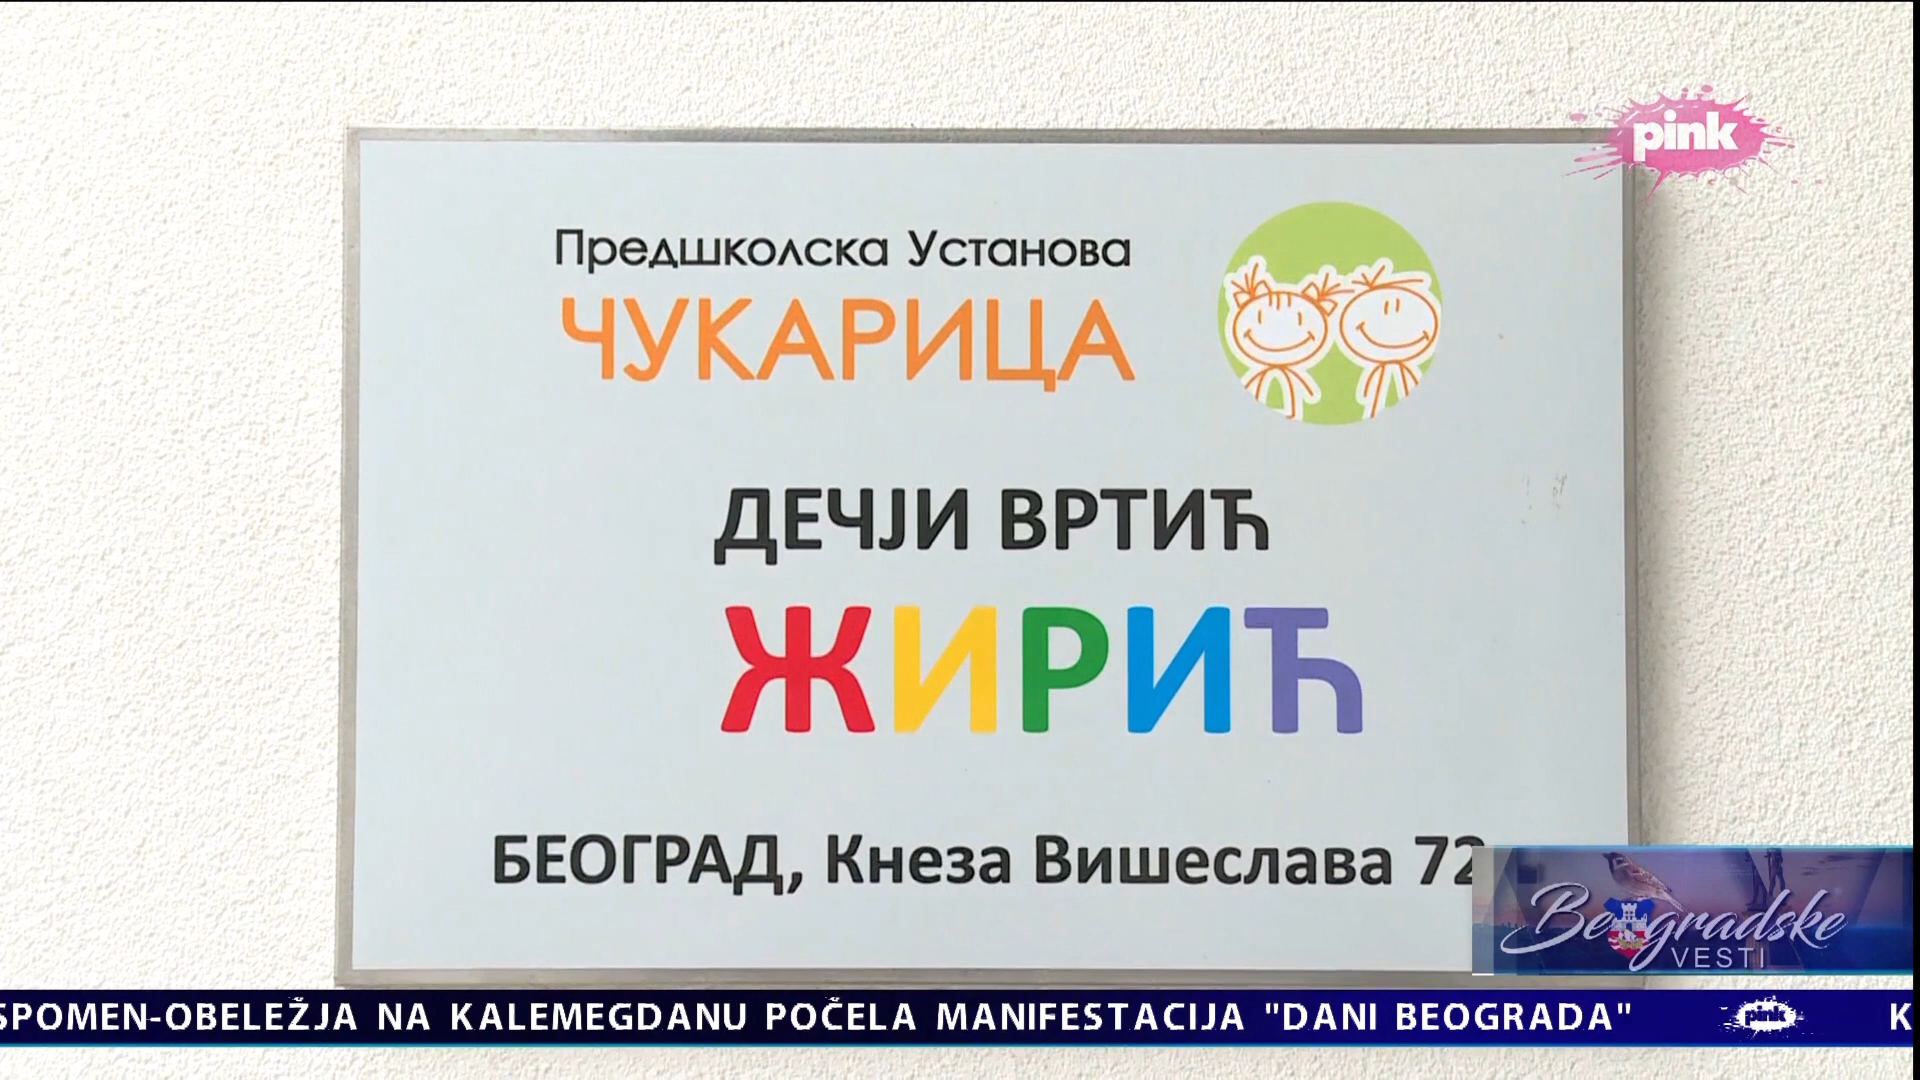 pink
Предшколска Установа
ЧУКАРИЦА
ДЕЧЈИ ВРТИЋ
ЖИРИЋ
БЕОГРАД, Кнеза Вишеслава 72
Beogradske
VESTI
SPOMEN-OBELEŽJA NA KALEMEGDANU POČELA MANIFESTACIJA "DANI BEOGRADA" pink K